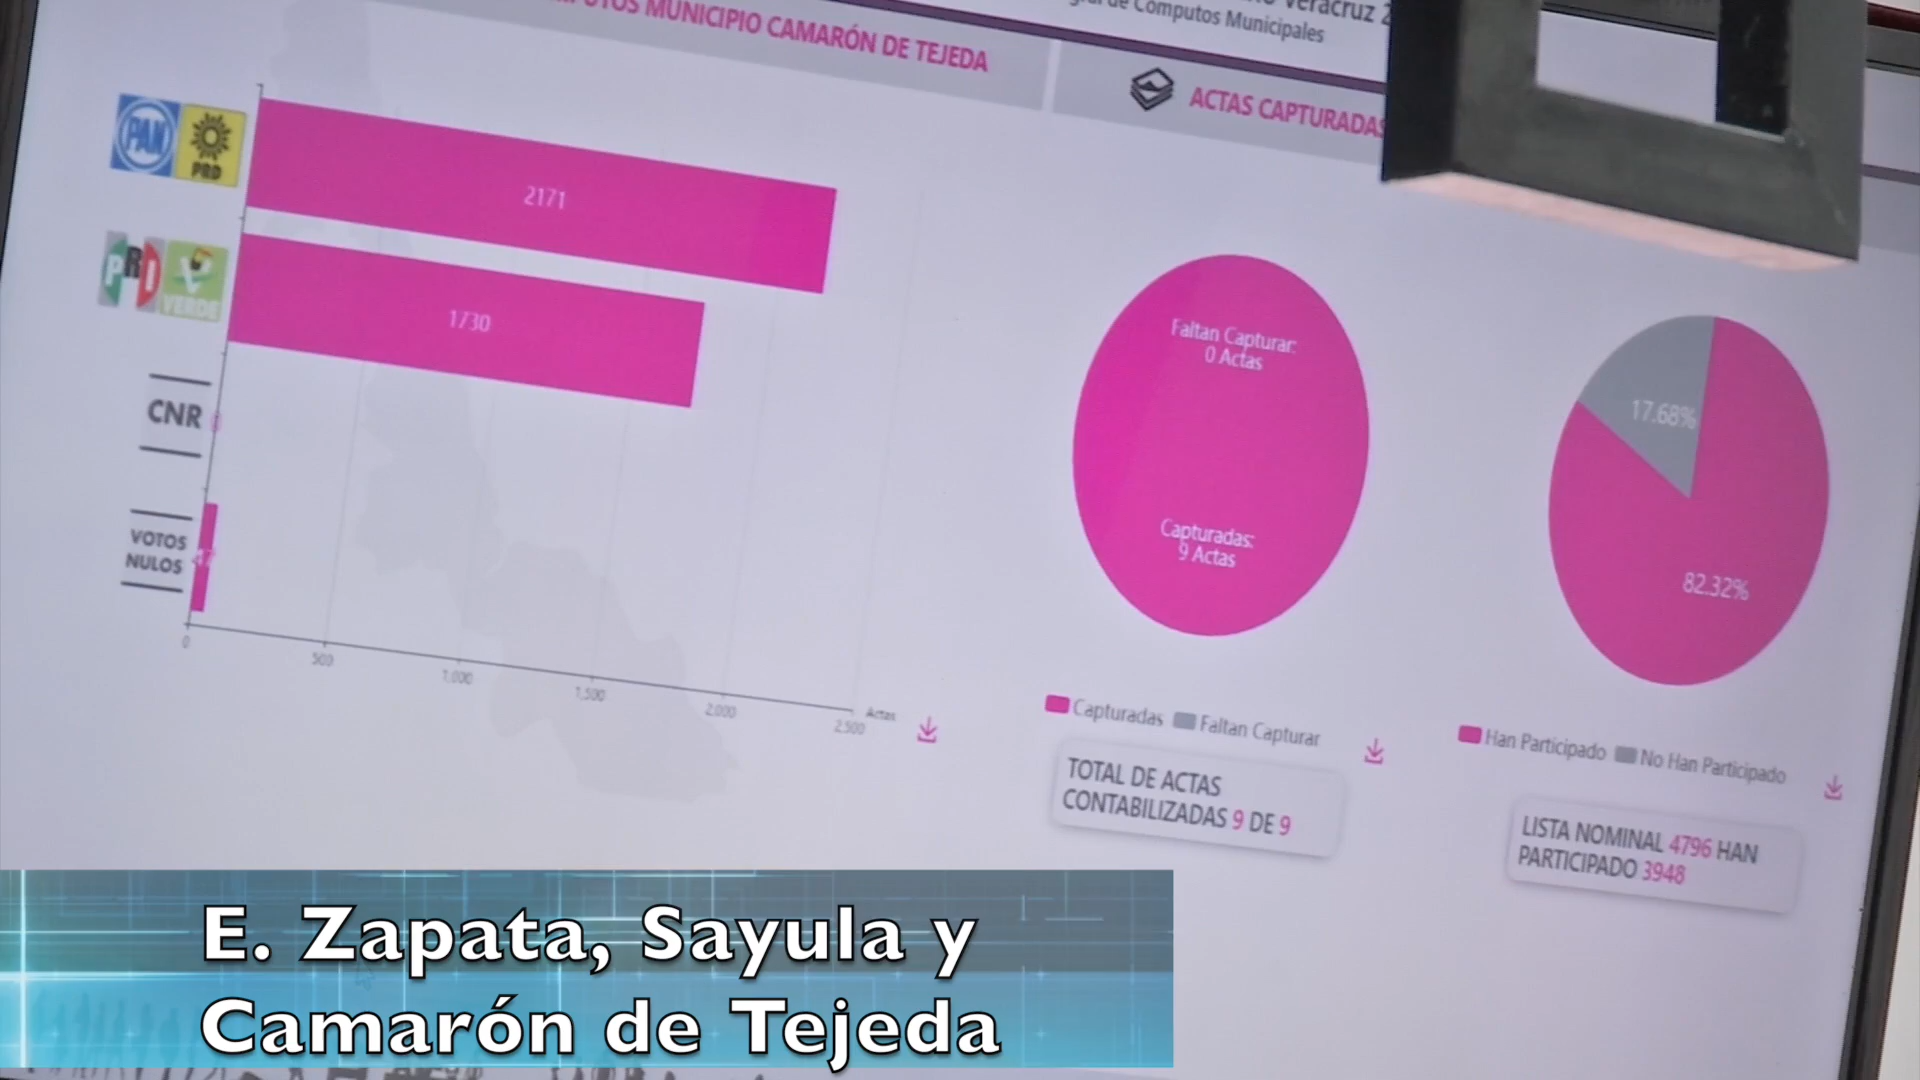 Veracruz
de Cómputos Municipales
MUNICIPIO CAMARÓN DE TEJEDA
ACTAS CAPTURADAS
PAN
PRD
2171
PRI
VERDE
1730
CNR
VOTOS
NULOS
47
0
500
1,000
1,500
2,000
2,500
Actas
Faltan Capturar:
0 Actas
Capturadas:
9 Actas
Capturadas
Faltan Capturar
TOTAL DE ACTAS
CONTABILIZADAS 9 DE 9
17.68%
82.32%
Han Participado
No Han Participado
LISTA NOMINAL 4796 HAN
PARTICIPADO 3948
E. Zapata, Sayula y
Camarón de Tejeda